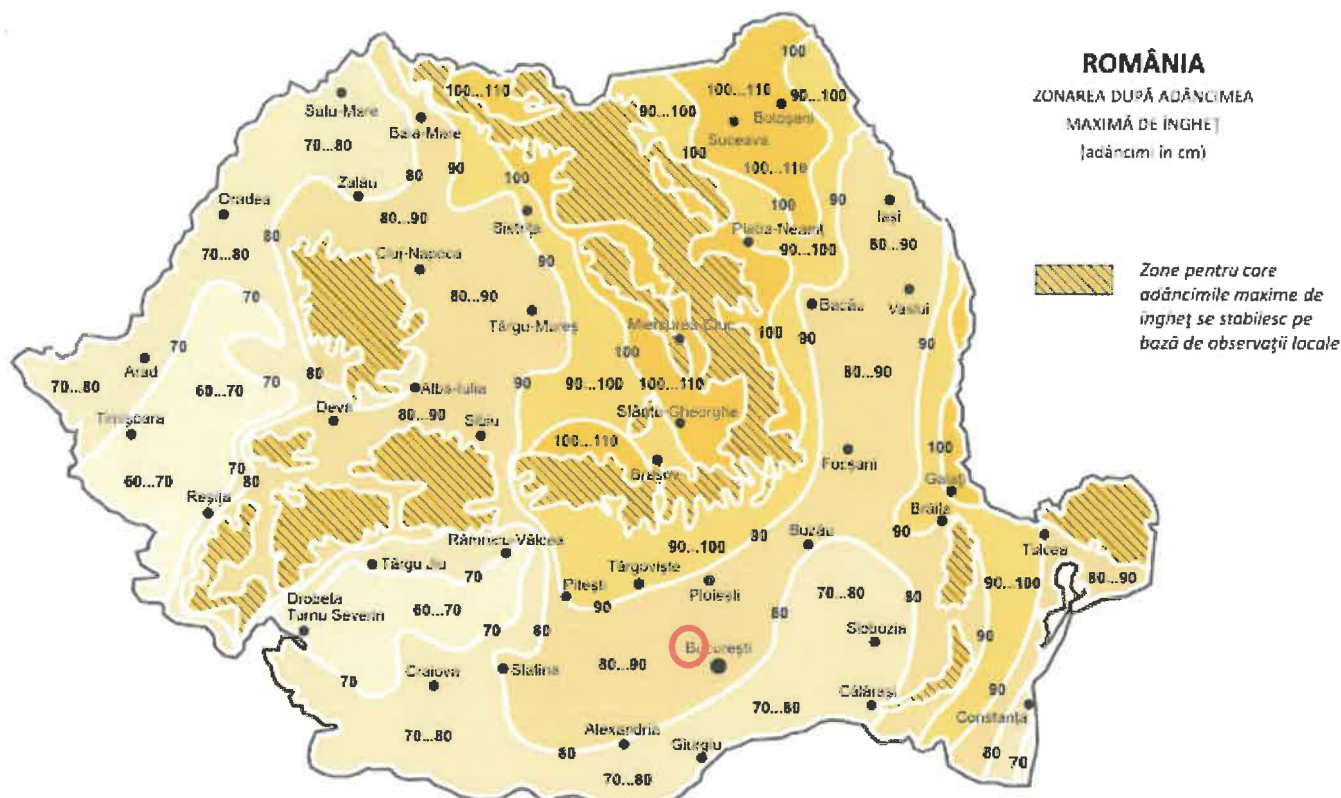 ROMÂNIA
ZONAREA DUPĂ ADÂNCIMEA
MAXIMĂ DE ÎNGHEȚ
(adâncimi în cm)
Zone pentru care
adâncimile maxime de
îngheț se stabilesc pe
bază de observații locale
100
100...110
100...110
90...100
90...100
Satu-Mare
Baia-Mare
Botoșani
Suceava
70...80
80
90
100
100
100...110
Zalău
Oradea
80...90
100
90
Iași
Bistrița
Piatra-Neamț
80
70...80
Cluj-Napoca
90
90...100
80...90
70
80...90
Târgu-Mureș
Bacău
Vaslui
Miercurea Ciuc
100
90
90
70
100
Arad
70...80
60...70
70
80
Alba-Iulia
90
90...100
100...110
80...90
Timișoara
Deva
80...90
Sibiu
Sfântu-Gheorghe
100...110
Brașov
Focșani
100
70
80
60...70
Reșița
Galați
Brăila
90
Râmnicu-Vâlcea
90...100
90
Buzău
Tulcea
Târgu Jiu
70
Târgoviște
Pitești
90
Ploiești
70...80
80
90...100
80...90
Drobeta
Turnu Severin
60...70
70
80
80
Slobozia
București
90
Craiova
Slatina
80...90
70
Călărași
90
Constanța
70...80
70...80
Alexandria
80
Giurgiu
70...80
80
70